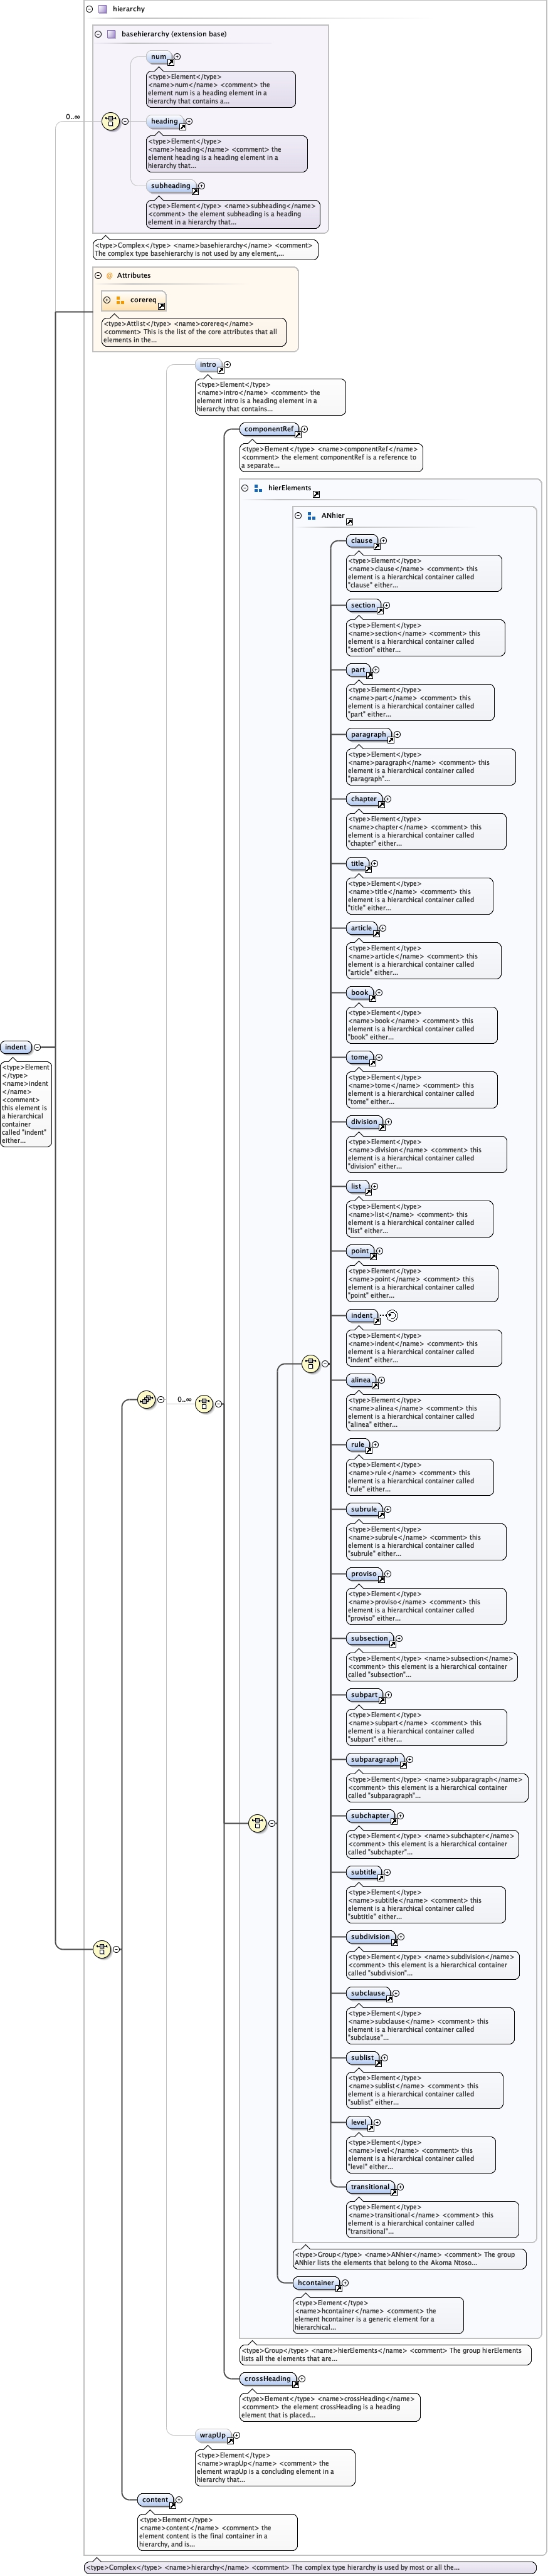 hierarchy
basehierarchy (extension base)
num
<type>Element</type>
<name>num</name> <comment> the
element num is a heading element in a
hierarchy that contains a...
0..∞
heading
<type>Element</type>
<name>heading</name> <comment> the
element heading is a heading element in a
hierarchy that...
subheading
<type>Element</type> <name>subheading</name>
<comment> the element subheading is a heading
element in a hierarchy that...
<type>Complex</type> <name>basehierarchy</name> <comment>
The complex type basehierarchy is not used by any element,...
@ Attributes
corereq
<type>Attlist</type> <name>corereq</name>
<comment> This is the list of the core attributes that all
elements in the...
intro
<type>Element</type>
<name>intro</name> <comment> the
element intro is a heading element in a
hierarchy that contains...
componentRef
<type>Element</type> <name>componentRef</name>
<comment> the element componentRef is a reference to
a separate...
hierElements
ANhier
clause
<type>Element</type>
<name>clause</name> <comment> this
element is a hierarchical container called
"clause" either...
section
<type>Element</type>
<name>section</name> <comment> this
element is a hierarchical container called
"section" either...
part
<type>Element</type>
<name>part</name> <comment> this
element is a hierarchical container called
"part" either...
paragraph
<type>Element</type>
<name>paragraph</name> <comment> this
element is a hierarchical container called
"paragraph"...
chapter
<type>Element</type>
<name>chapter</name> <comment> this
element is a hierarchical container called
"chapter" either...
title
<type>Element</type>
<name>title</name> <comment> this
element is a hierarchical container called
"title" either...
article
<type>Element</type>
<name>article</name> <comment> this
element is a hierarchical container called
"article" either...
book
<type>Element</type>
<name>book</name> <comment> this
element is a hierarchical container called
"book" either...
indent
<type>Element
</type>
<name>indent
</name>
<comment>
this element is
a hierarchical
container
called "indent"
either...
tome
<type>Element</type>
<name>tome</name> <comment> this
element is a hierarchical container called
"tome" either...
division
<type>Element</type>
<name>division</name> <comment> this
element is a hierarchical container called
"division" either...
list
<type>Element</type>
<name>list</name> <comment> this
element is a hierarchical container called
"list" either...
point
<type>Element</type>
<name>point</name> <comment> this
element is a hierarchical container called
"point" either...
indent
<type>Element</type>
<name>indent</name> <comment> this
element is a hierarchical container called
"indent" either...
alinea
<type>Element</type>
<name>alinea</name> <comment> this
element is a hierarchical container called
"alinea" either...
0..∞
rule
<type>Element</type>
<name>rule</name> <comment> this
element is a hierarchical container called
"rule" either...
subrule
<type>Element</type>
<name>subrule</name> <comment> this
element is a hierarchical container called
"subrule" either...
proviso
<type>Element</type>
<name>proviso</name> <comment> this
element is a hierarchical container called
"proviso" either...
subsection
<type>Element</type> <name>subsection</name>
<comment> this element is a hierarchical container
called "subsection"...
subpart
<type>Element</type>
<name>subpart</name> <comment> this
element is a hierarchical container called
"subpart" either...
subparagraph
<type>Element</type> <name>subparagraph</name>
<comment> this element is a hierarchical container
called "subparagraph"...
subchapter
<type>Element</type> <name>subchapter</name>
<comment> this element is a hierarchical container
called "subchapter"...
subtitle
<type>Element</type>
<name>subtitle</name> <comment> this
element is a hierarchical container called
"subtitle" either...
subdivision
<type>Element</type> <name>subdivision</name>
<comment> this element is a hierarchical container
called "subdivision"...
subclause
<type>Element</type>
<name>subclause</name> <comment> this
element is a hierarchical container called
"subclause"...
sublist
<type>Element</type>
<name>sublist</name> <comment> this
element is a hierarchical container called
"sublist" either...
level
<type>Element</type>
<name>level</name> <comment> this
element is a hierarchical container called
"level" either...
transitional
<type>Element</type>
<name>transitional</name> <comment> this
element is a hierarchical container called
"transitional"...
<type>Group</type> <name>ANhier</name> <comment> The group
ANhier lists the elements that belong to the Akoma Ntoso...
hcontainer
<type>Element</type>
<name>hcontainer</name> <comment> the
element hcontainer is a generic element for a
hierarchical...
<type>Group</type> <name>hierElements</name> <comment> The group hierElements
lists all the elements that are...
crossHeading
<type>Element</type> <name>crossHeading</name>
<comment> the element crossHeading is a heading
element that is placed...
wrapUp
<type>Element</type>
<name>wrapUp</name> <comment> the
element wrapUp is a concluding element in a
hierarchy that...
content
<type>Element</type>
<name>content</name> <comment> the
element content is the final container in a
hierarchy, and is...
<type>Complex</type> <name>hierarchy</name> <comment> The complex type hierarchy is used by most or all the...